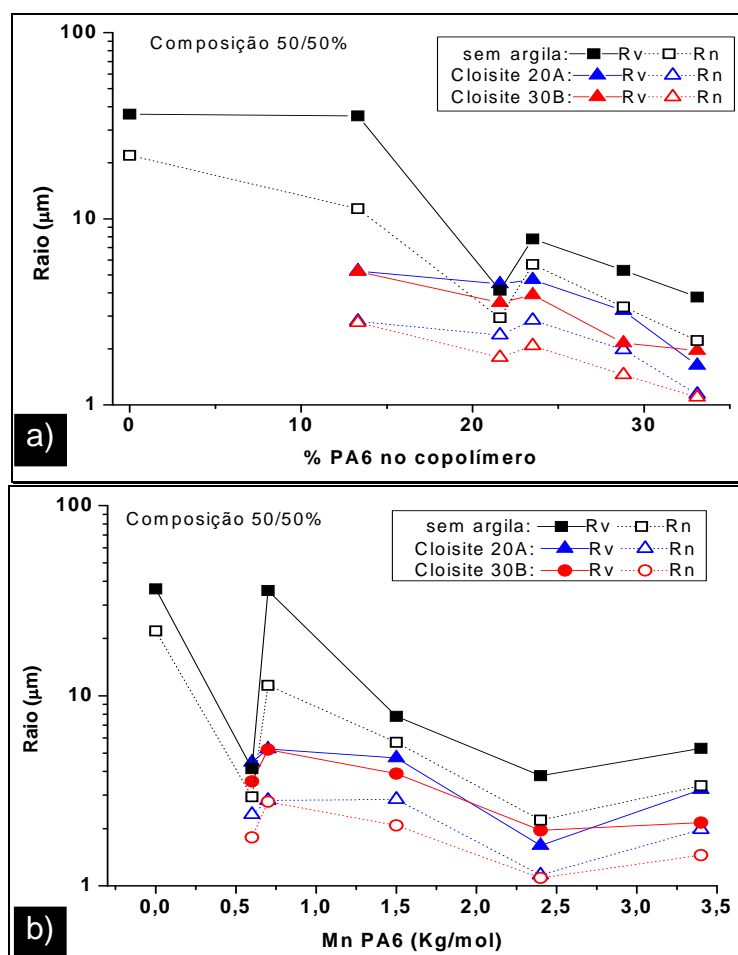 Composição 50/50%
sem argila: Rv Rn
Cloisite 20A: Rv Rn
Cloisite 30B: Rv Rn
100
10
1
Raio (μm)
0 10 20 30
% PA6 no copolímero
a)
Composição 50/50%
sem argila: Rv Rn
Cloisite 20A: Rv Rn
Cloisite 30B: Rv Rn
100
10
1
Raio (μm)
0,0 0,5 1,0 1,5 2,0 2,5 3,0 3,5
Mn PA6 (Kg/mol)
b)